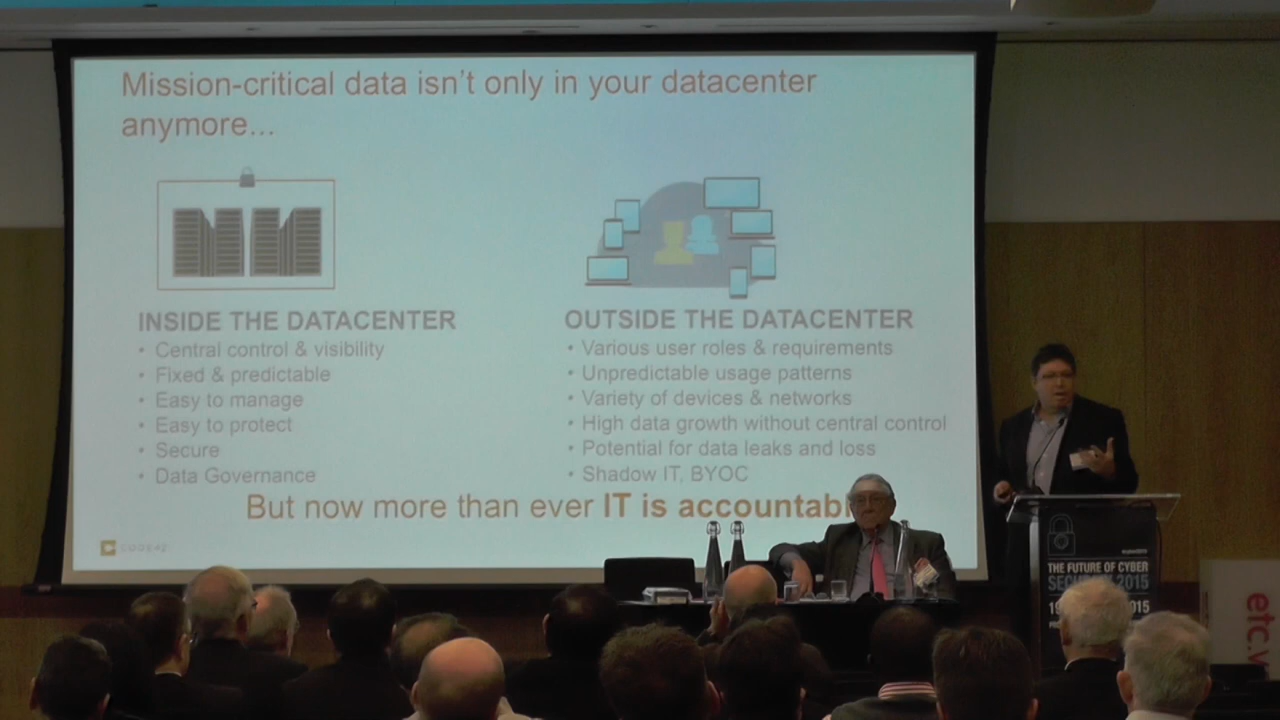 Mission-critical data isn't only in your datacenter
anymore...
INSIDE THE DATACENTER
• Central control & visibility
• Fixed & predictable
• Easy to manage
• Easy to protect
• Secure
• Data Governance
OUTSIDE THE DATACENTER
• Various user roles & requirements
• Unpredictable usage patterns
• Variety of devices & networks
• High data growth without central control
• Potential for data leaks and loss
• Shadow IT, BYOC
But now more than ever IT is accountab
THE FUTURE OF CYBER
2015
etc.v